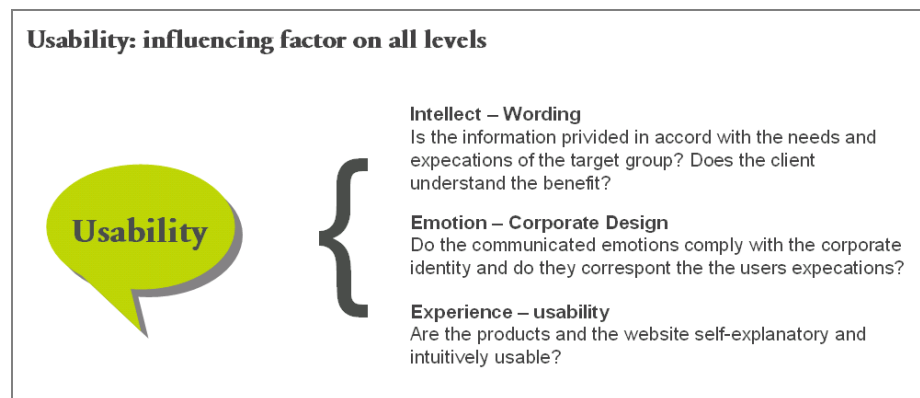 Usability: influencing factor on all levels
Usability
Intellect – Wording
Is the information privided in accord with the needs and
expecations of the target group? Does the client
understand the benefit?
Emotion – Corporate Design
Do the communicated emotions comply with the corporate
identity and do they correspont the the users expecations?
Experience – usability
Are the products and the website self-explanatory and
intuitively usable?